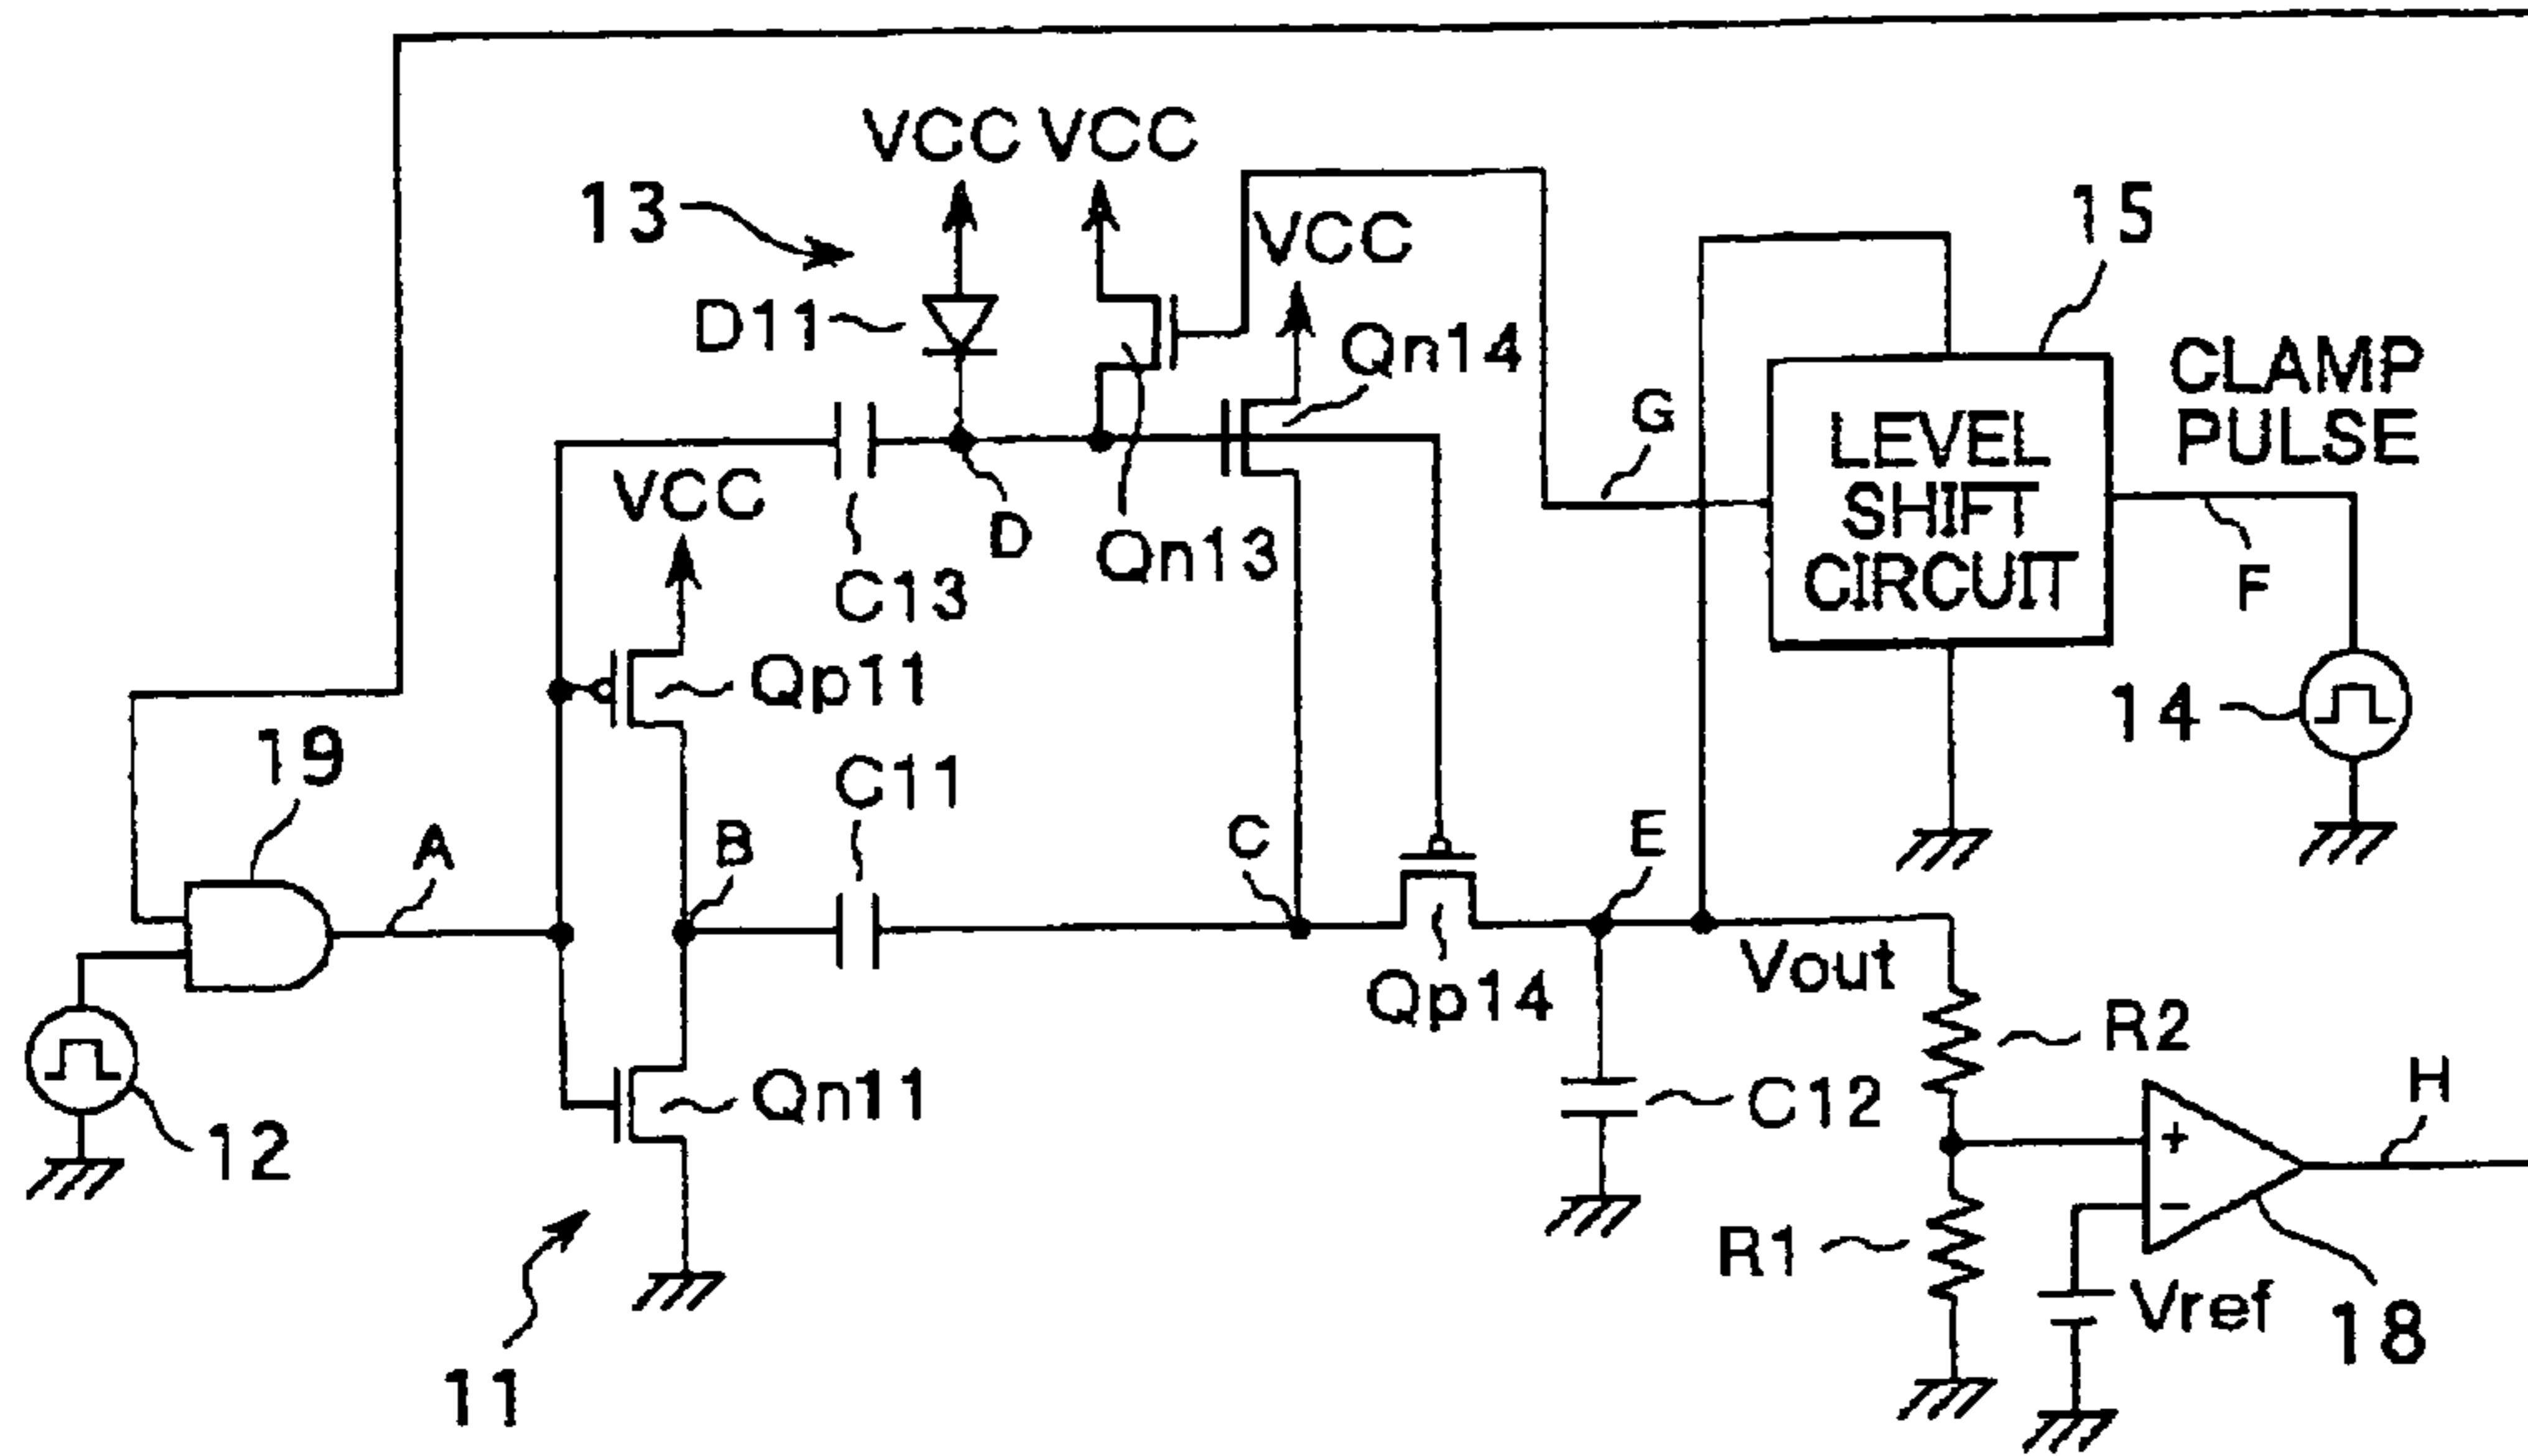 VCC VCC
13
VCC
15
D11
Qn14
CLAMP
PULSE
G
LEVEL
SHIFT
CIRCUIT
VCC
D
Qn13
C13
F
Qp11
14
19
C11
A
B
C
E
Vout
Qp14
R2
12
Qn11
C12
H
+
−
R1
Vref
18
11